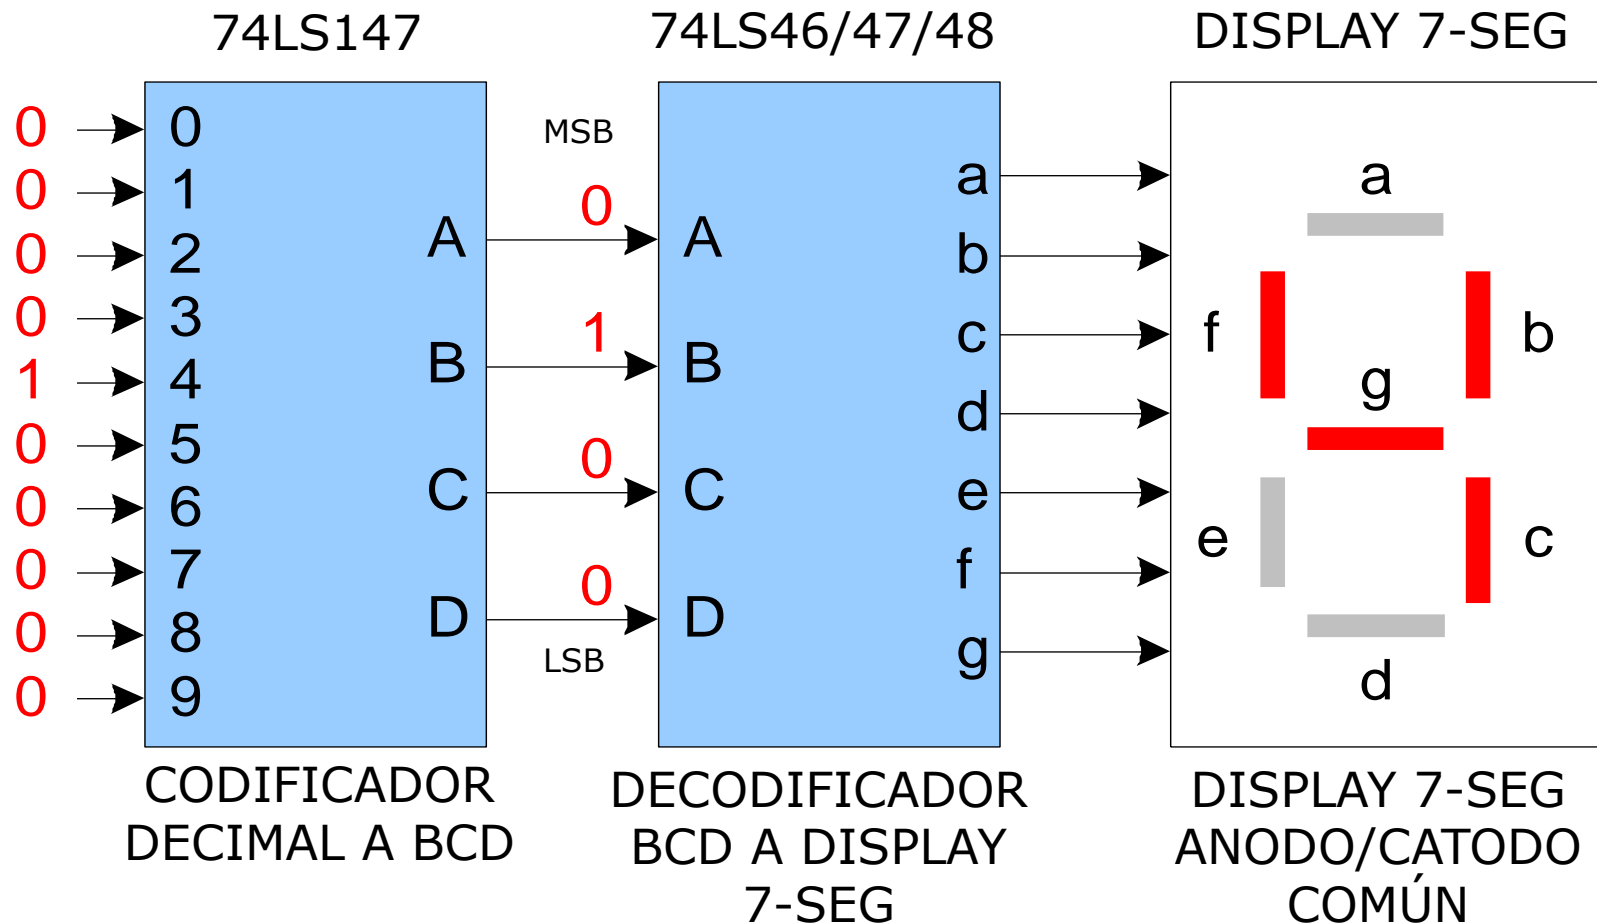 74LS147
74LS46/47/48
DISPLAY 7-SEG
0 0
0 1
0 2
0 3
1 4
0 5
0 6
0 7
0 8
0 9
A
B
C
D
MSB
0
1
0
0
LSB
A
B
C
D
a
b
c
d
e
f
g
a
f b
g
e c
d
CODIFICADOR
DECIMAL A BCD
DECODIFICADOR
BCD A DISPLAY
7-SEG
DISPLAY 7-SEG
ANODO/CATODO
COMÚN